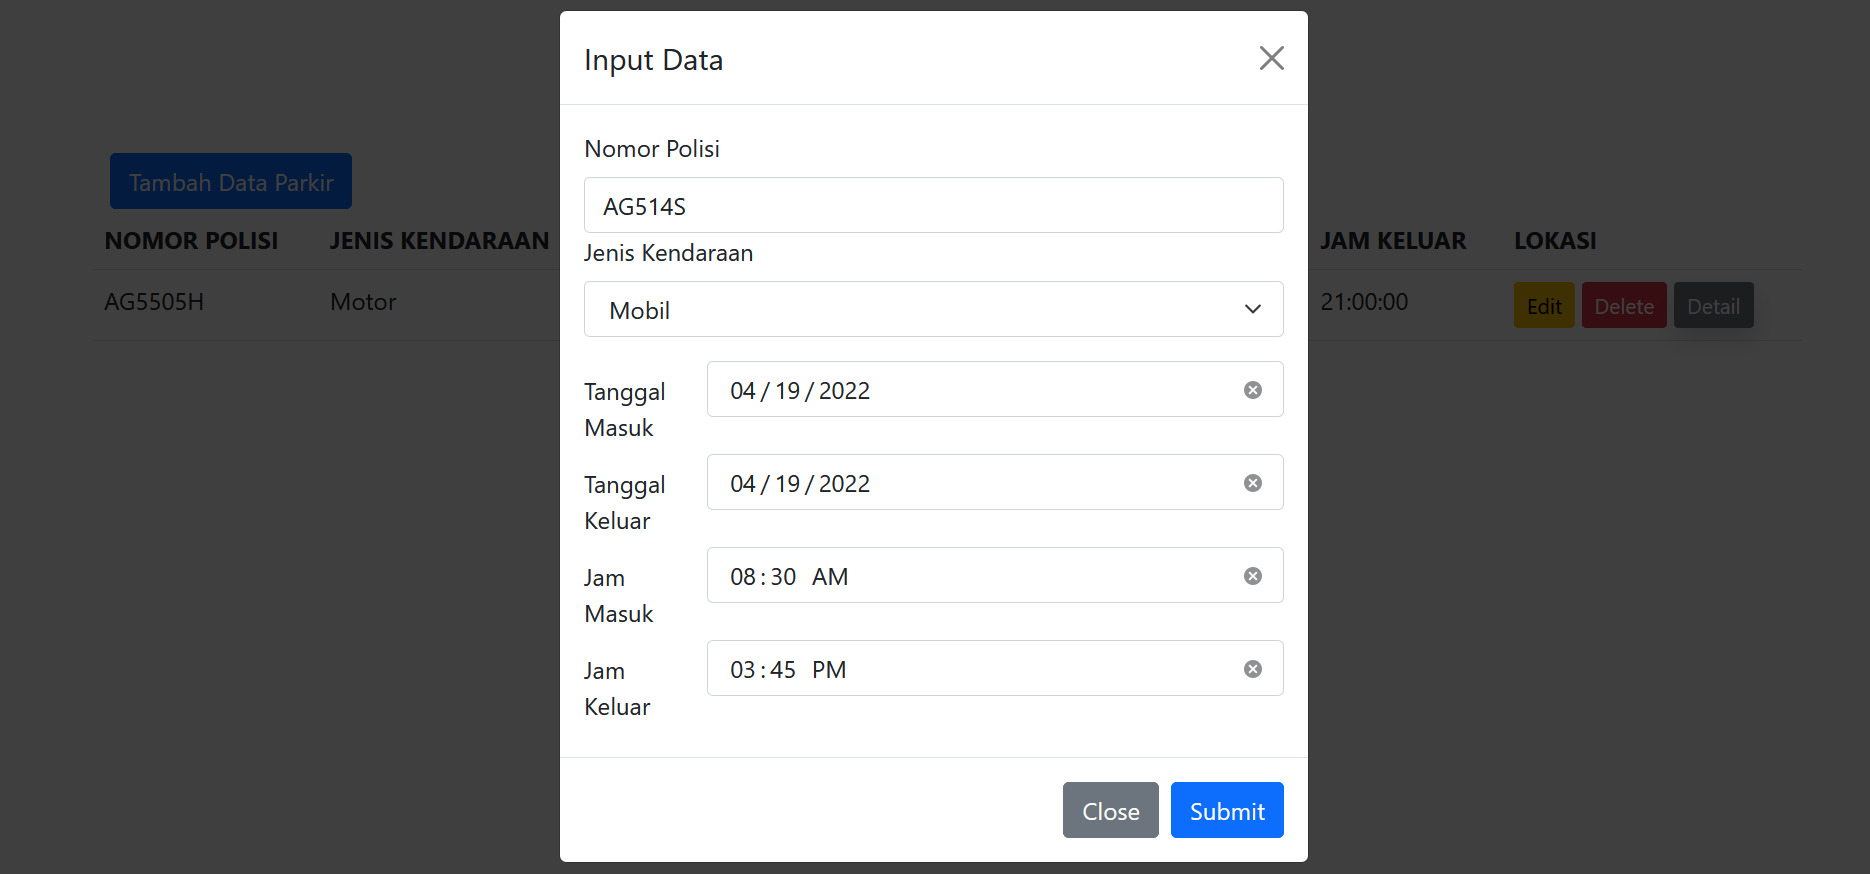 Input Data
Nomor Polisi
AG514S
Jenis Kendaraan
Mobil
Tanggal Masuk
04/19/2022
Tanggal Keluar
04/19/2022
Jam Masuk
08:30 AM
Jam Keluar
03:45 PM
Close Submit
Tambah Data Parkir
NOMOR POLISI JENIS KENDARAAN JAM KELUAR LOKASI
AG5505H Motor 21:00:00 Edit Delete Detail